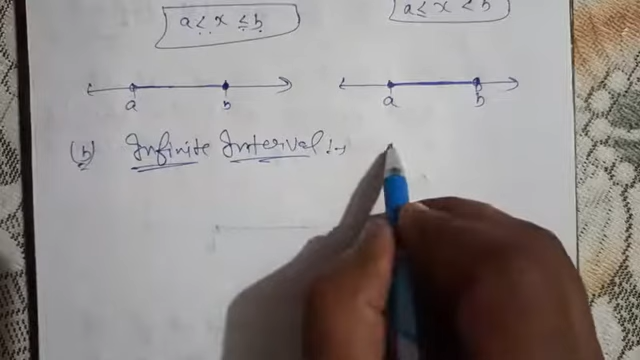 a ≤ x ≤ b
a ≤ x < b
a b
a b
(b) Infinite Interval :-